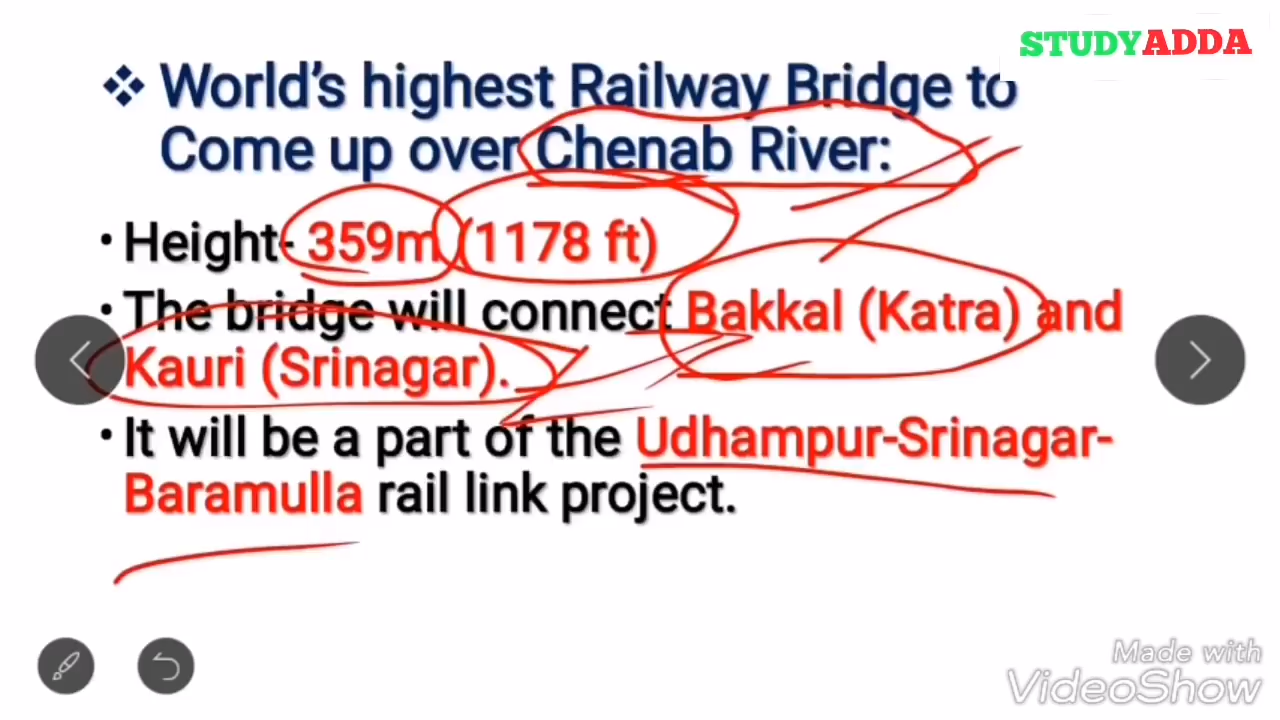 STUDYADDA
❖ World's highest Railway Bridge to
Come up over Chenab River:
• Height- 359m (1178 ft)
• The bridge will connect Bakkal (Katra) and
Kauri (Srinagar).
• It will be a part of the Udhampur-Srinagar-
Baramulla rail link project.
Made with
VideoShow